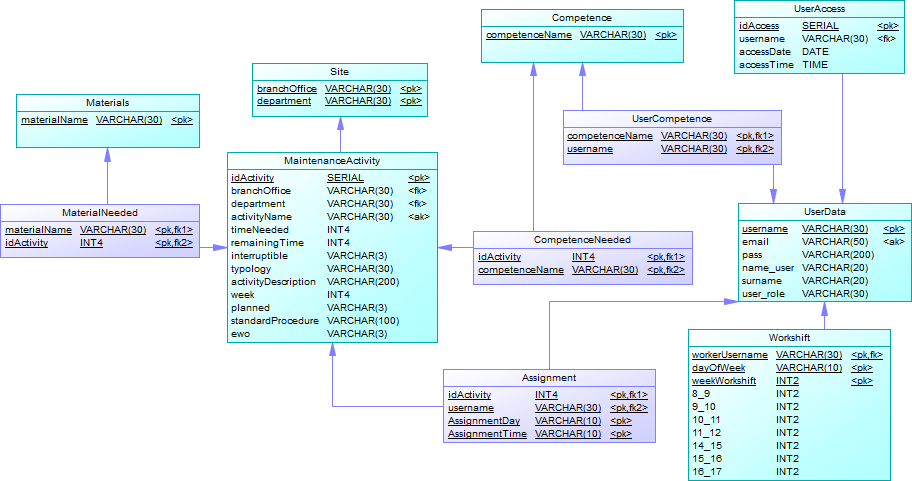 Competence
competenceName VARCHAR(30) <pk>
UserAccess
idAccess SERIAL <pk>
username VARCHAR(30) <fk>
accessDate DATE
accessTime TIME
Site
branchOffice VARCHAR(30) <pk>
department VARCHAR(30) <pk>
Materials
materialName VARCHAR(30) <pk>
UserCompetence
competenceName VARCHAR(30) <pk,fk1>
username VARCHAR(30) <pk,fk2>
MaintenanceActivity
idActivity SERIAL <pk>
branchOffice VARCHAR(30) <fk>
department VARCHAR(30) <fk>
activityName VARCHAR(30) <ak>
timeNeeded INT4
remainingTime INT4
interruptible VARCHAR(3)
typology VARCHAR(30)
activityDescription VARCHAR(200)
week INT4
planned VARCHAR(3)
standardProcedure VARCHAR(100)
ewo VARCHAR(3)
MaterialNeeded
materialName VARCHAR(30) <pk,fk1>
idActivity INT4 <pk,fk2>
CompetenceNeeded
idActivity INT4 <pk,fk1>
competenceName VARCHAR(30) <pk,fk2>
UserData
username VARCHAR(30) <pk>
email VARCHAR(50) <ak>
pass VARCHAR(200)
name_user VARCHAR(20)
surname VARCHAR(20)
user_role VARCHAR(30)
Assignment
idActivity INT4 <pk,fk1>
username VARCHAR(30) <pk,fk2>
AssignmentDay VARCHAR(10) <pk>
AssignmentTime VARCHAR(10) <pk>
Workshift
workerUsername VARCHAR(30) <pk,fk>
dayOfWeek VARCHAR(10) <pk>
weekWorkshift INT2 <pk>
8_9 INT2
9_10 INT2
10_11 INT2
11_12 INT2
14_15 INT2
15_16 INT2
16_17 INT2